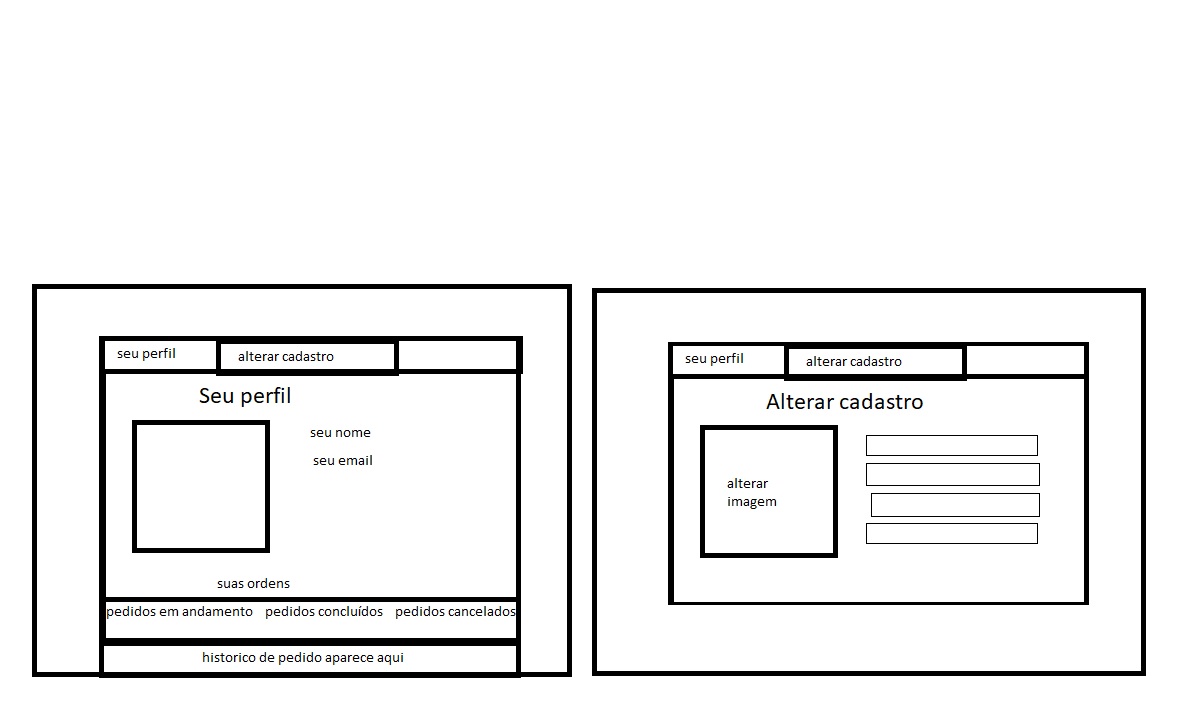 seu perfil
alterar cadastro
Seu perfil
seu nome
seu email
suas ordens
pedidos em andamento
pedidos concluídos
pedidos cancelados
historico de pedido aparece aqui
seu perfil
alterar cadastro
Alterar cadastro
alterar
imagem